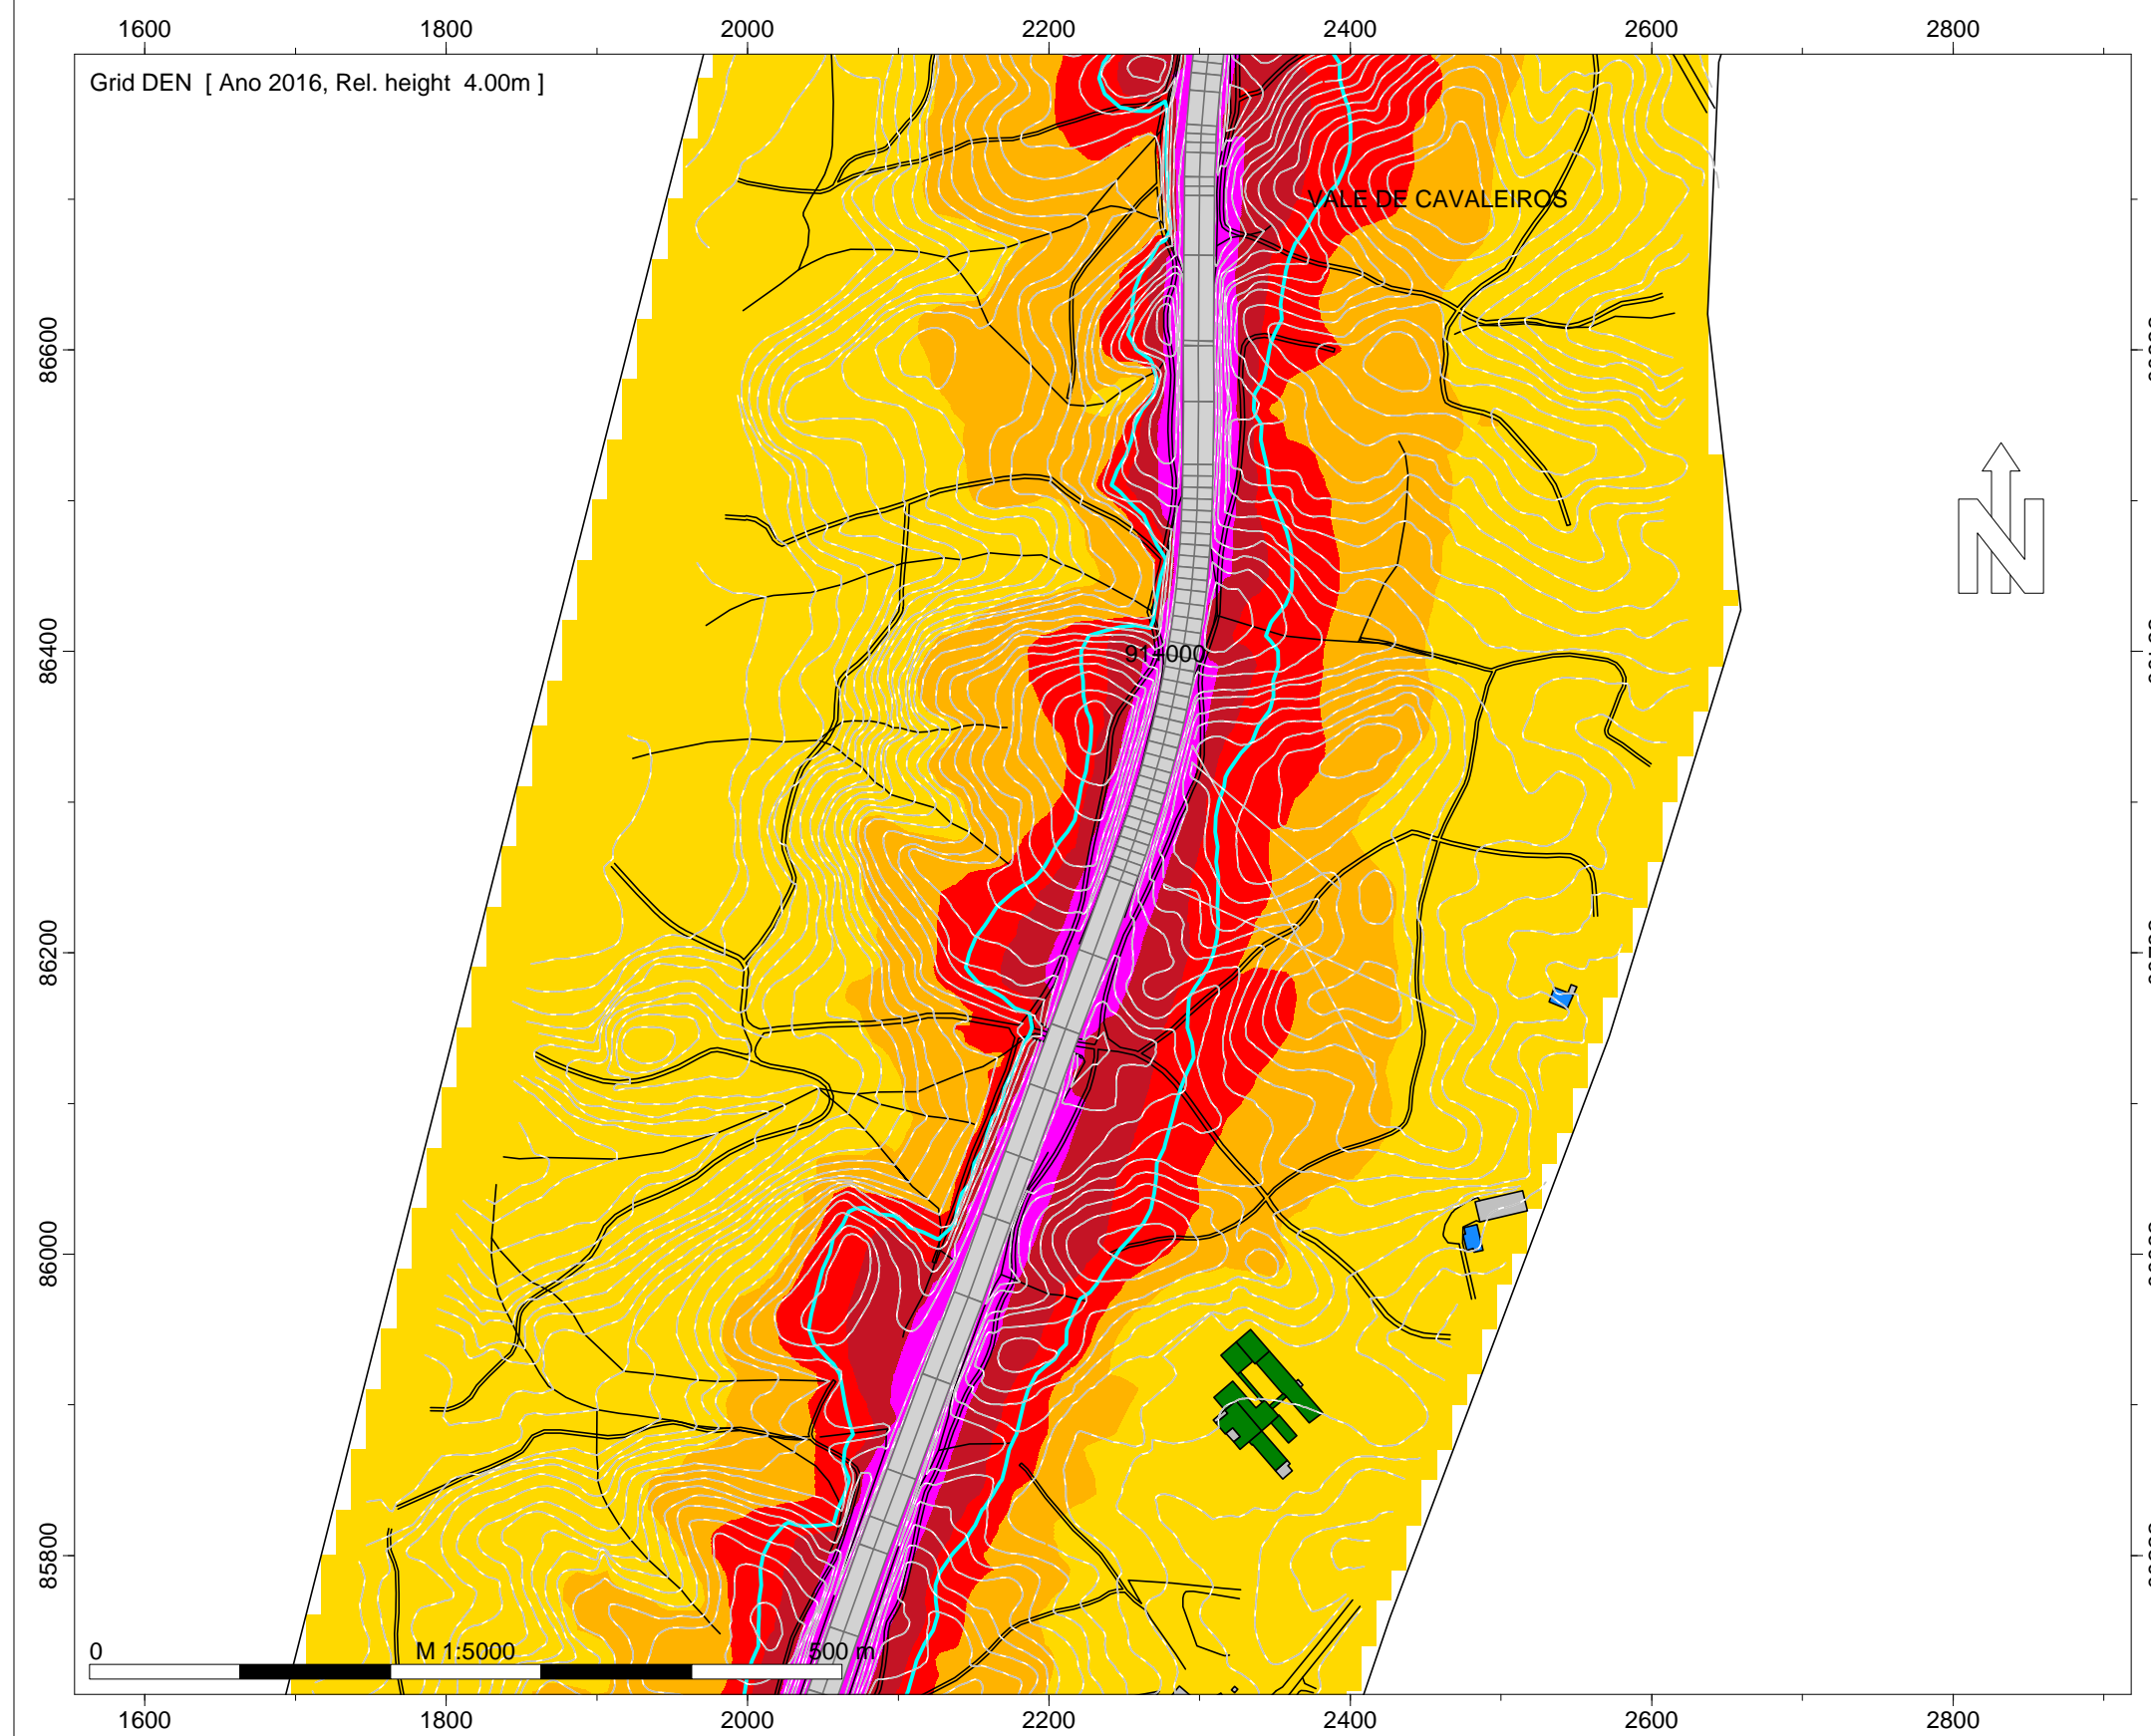 1600 1800 2000 2200 2400 2600 2800
Grid DEN [ Ano 2016, Rel. height 4.00m ]
VALE DE CAVALEIROS
86600
91+000
86400
86200
86000
85800
0 M 1:5000 500 m
1600 1800 2000 2200 2400 2600 2800
N